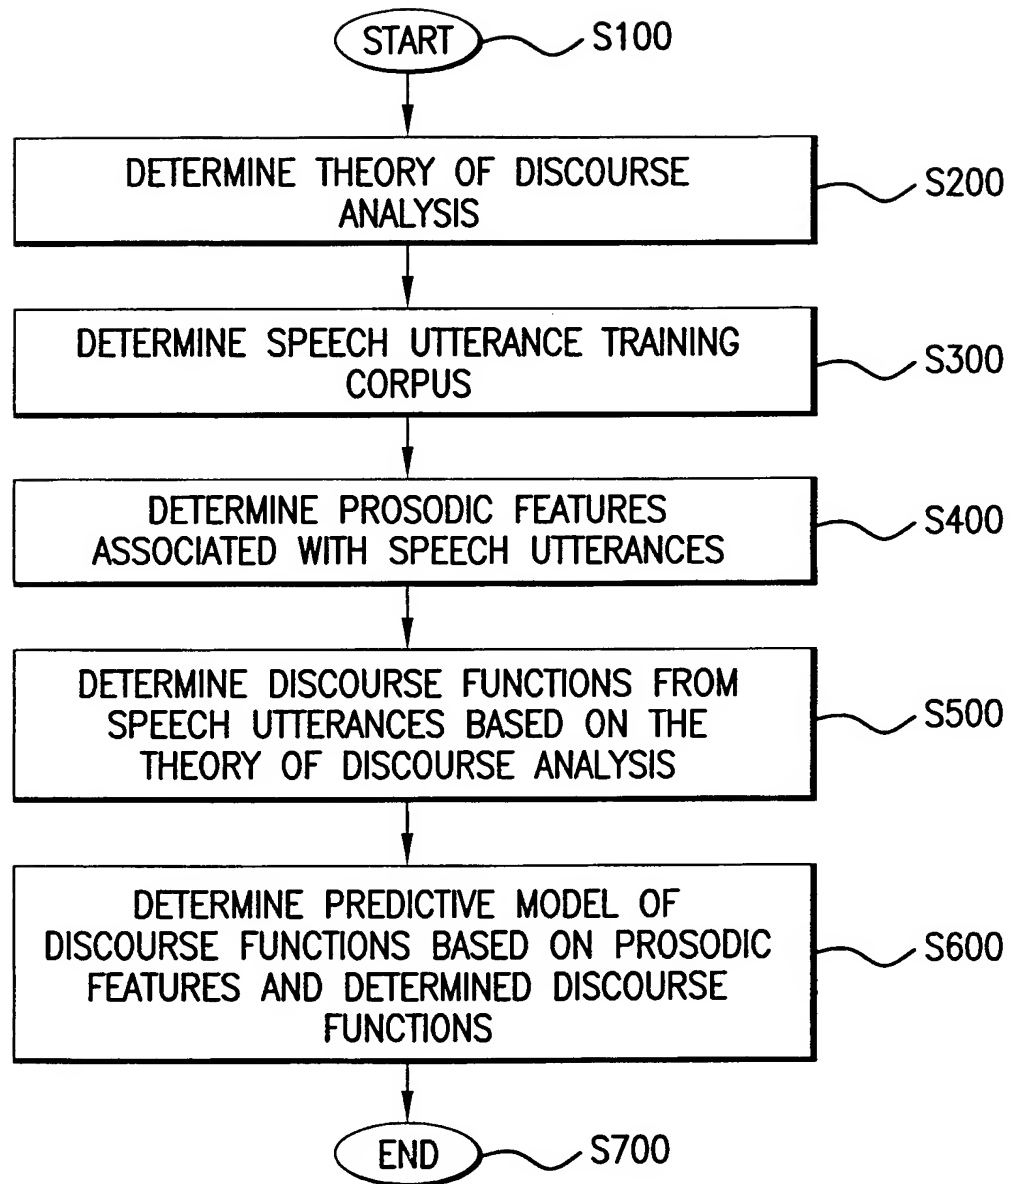 START
S100
DETERMINE THEORY OF DISCOURSE
ANALYSIS
S200
DETERMINE SPEECH UTTERANCE TRAINING
CORPUS
S300
DETERMINE PROSODIC FEATURES
ASSOCIATED WITH SPEECH UTTERANCES
S400
DETERMINE DISCOURSE FUNCTIONS FROM
SPEECH UTTERANCES BASED ON THE
THEORY OF DISCOURSE ANALYSIS
S500
DETERMINE PREDICTIVE MODEL OF
DISCOURSE FUNCTIONS BASED ON PROSODIC
FEATURES AND DETERMINED DISCOURSE
FUNCTIONS
S600
END
S700